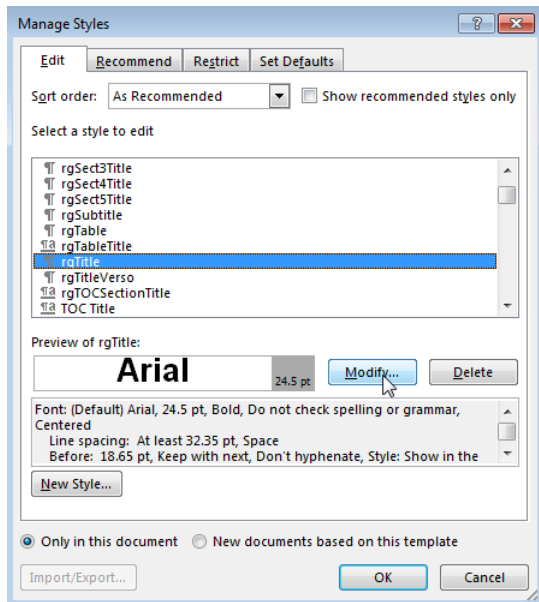 Manage Styles
Edit Recommend Restrict Set Defaults
Sort order: As Recommended Show recommended styles only
Select a style to edit
¶ rgSect3Title
¶ rgSect4Title
¶ rgSect5Title
¶ rgSubtitle
¶ rgTable
¶a rgTableTitle
¶ rgTitle
¶ rgTitleVerso
¶a rgTOCSectionTitle
¶a TOC Title
Preview of rgTitle:
Arial 24.5 pt Modify... Delete
Font: (Default) Arial, 24.5 pt, Bold, Do not check spelling or grammar,
Centered
Line spacing: At least 32.35 pt, Space
Before: 18.65 pt, Keep with next, Don't hyphenate, Style: Show in the
New Style...
Only in this document New documents based on this template
Import/Export... OK Cancel